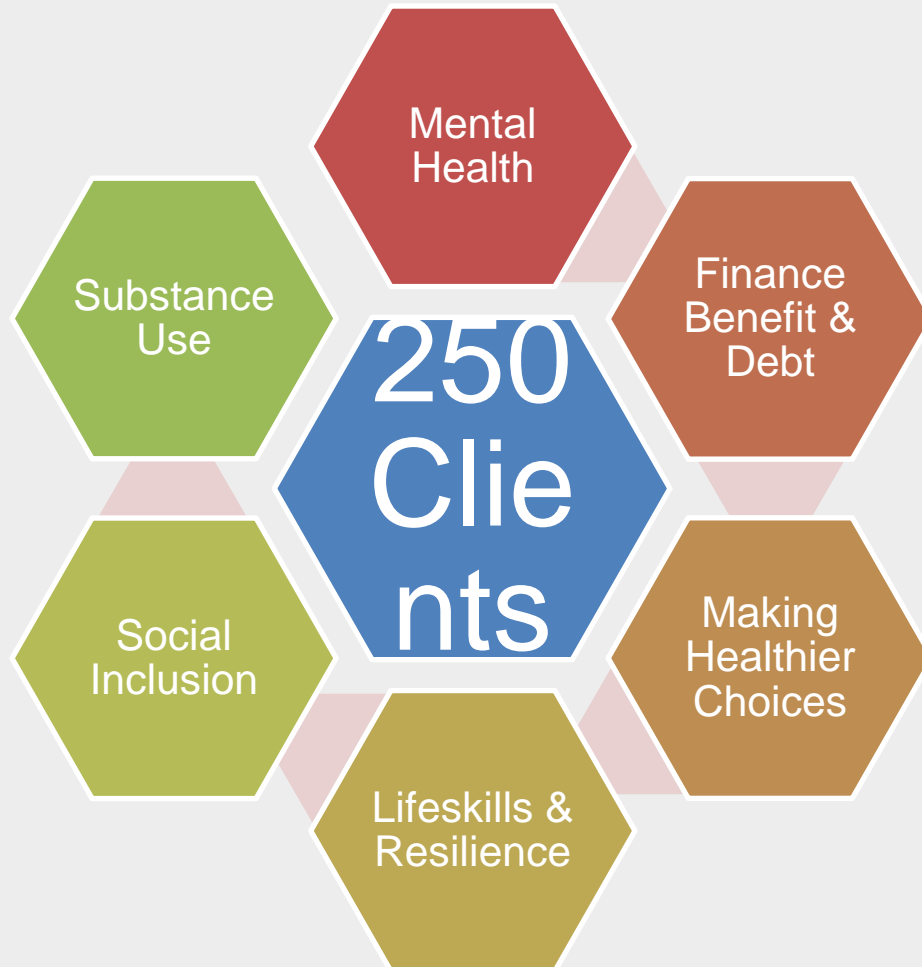 Mental
Health
Finance
Benefit &
Debt
Making
Healthier
Choices
Lifeskills &
Resilience
Social
Inclusion
Substance
Use
250
Clie
nts